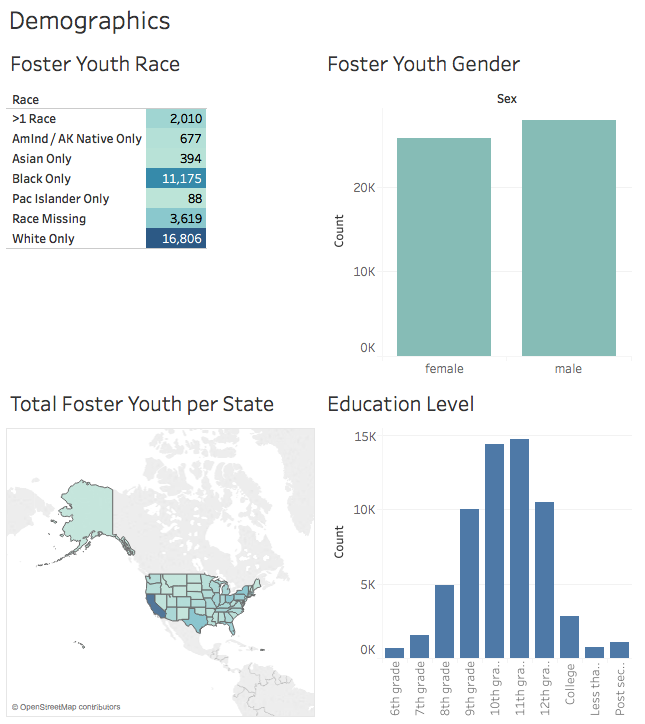 Demographics
Foster Youth Race
Race
>1 Race 2,010
AmInd / AK Native Only 677
Asian Only 394
Black Only 11,175
Pac Islander Only 88
Race Missing 3,619
White Only 16,806
Foster Youth Gender
Sex
Count
20K
10K
0K
female male
Total Foster Youth per State
© OpenStreetMap contributors
Education Level
Count
15K
10K
5K
0K
6th grade
7th grade
8th grade
9th grade
10th gra..
11th gra..
12th gra..
College
Less tha..
Post sec..